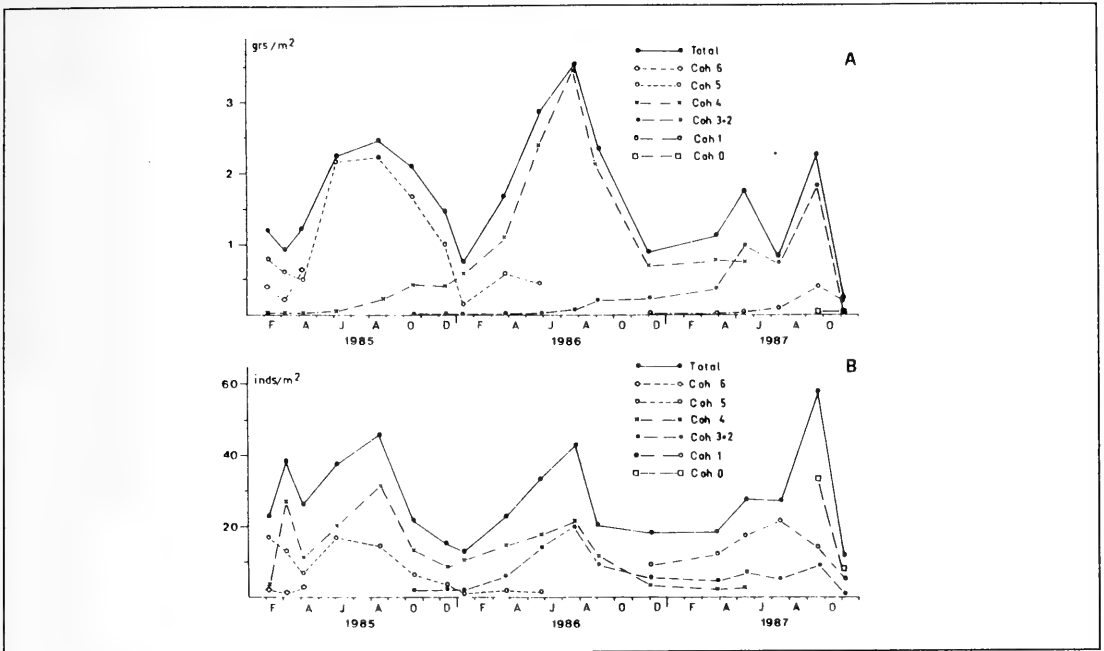 grs/m²
A
Total
Coh 6
Coh 5
Coh 4
Coh 3+2
Coh 1
Coh 0
3
2
1
F A J A O D F A J A O D F A J A O
1985 1986 1987
inds/m²
B
Total
Coh 6
Coh 5
Coh 4
Coh 3+2
Coh 1
Coh 0
60
40
20
F A J A O D F A J A O D F A J A O
1985 1986 1987